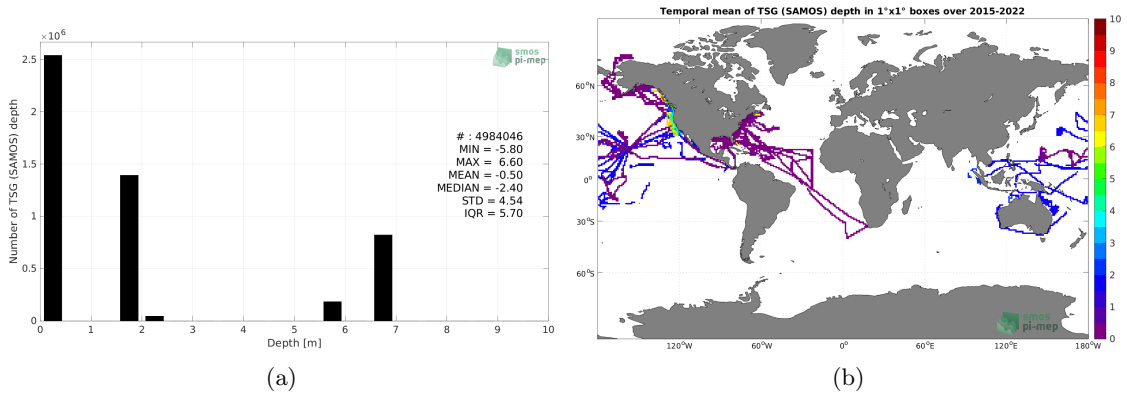 ×10⁶
2.5
2
1.5
1
0.5
0
Number of TSG (SAMOS) depth
0 1 2 3 4 5 6 7 8 9 10
Depth [m]
smos
pi-mep
# : 4984046
MIN = -5.80
MAX = 6.60
MEAN = -0.50
MEDIAN = -2.40
STD = 4.54
IQR = 5.70
(a)
Temporal mean of TSG (SAMOS) depth in 1°x1° boxes over 2015-2022
60°N
30°N
0°
30°S
60°S
120°W 60°W 0° 60°E 120°E 180°W
smos
pi-mep
10
9
8
7
6
5
4
3
2
1
0
(b)